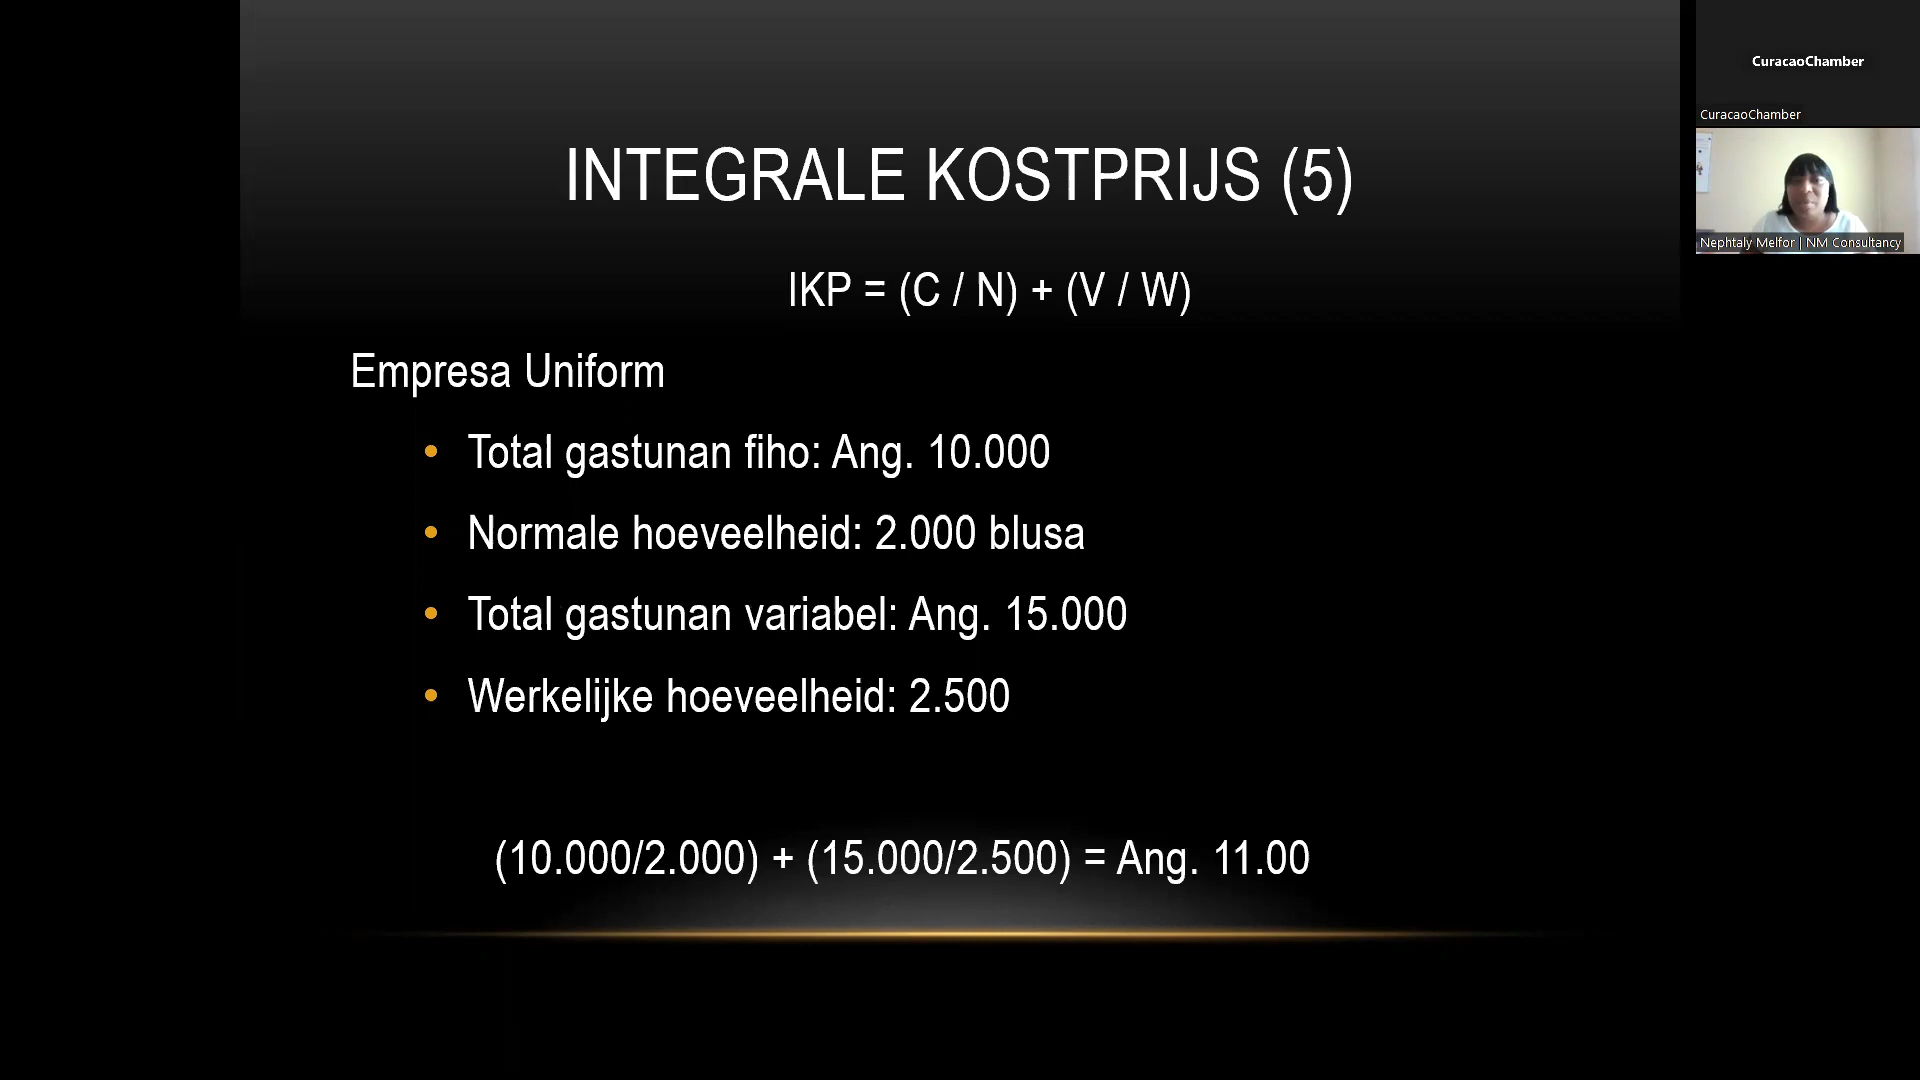 INTEGRALE KOSTPRIJS (5)
IKP = (C / N) + (V / W)
Empresa Uniform
• Total gastunan fiho: Ang. 10.000
• Normale hoeveelheid: 2.000 blusa
• Total gastunan variabel: Ang. 15.000
• Werkelijke hoeveelheid: 2.500
(10.000/2.000) + (15.000/2.500) = Ang. 11.00
CuracaoChamber
CuracaoChamber
Nephtaly Melfor | NM Consultancy